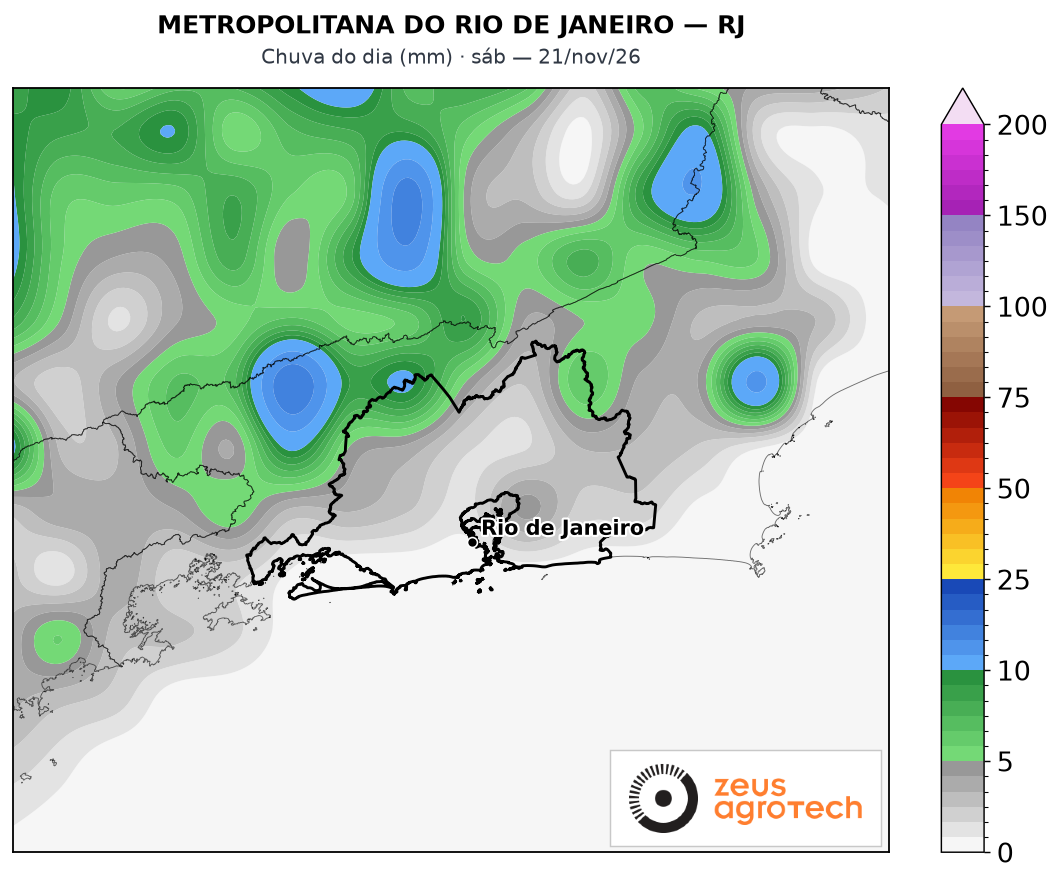 METROPOLITANA DO RIO DE JANEIRO — RJ
Chuva do dia (mm) · sáb — 21/nov/26
200
150
100
75
50
25
10
5
0
Rio de Janeiro
zeus
agrotech